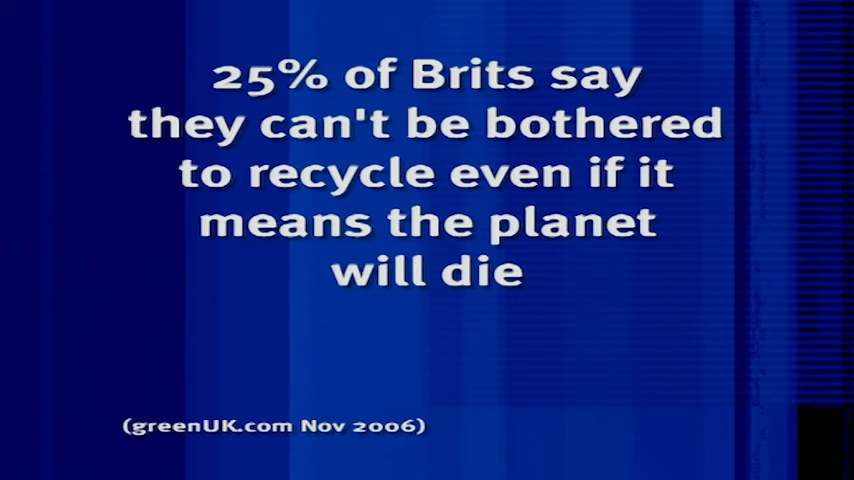 25% of Brits say
they can't be bothered
to recycle even if it
means the planet
will die
(greenUK.com Nov 2006)